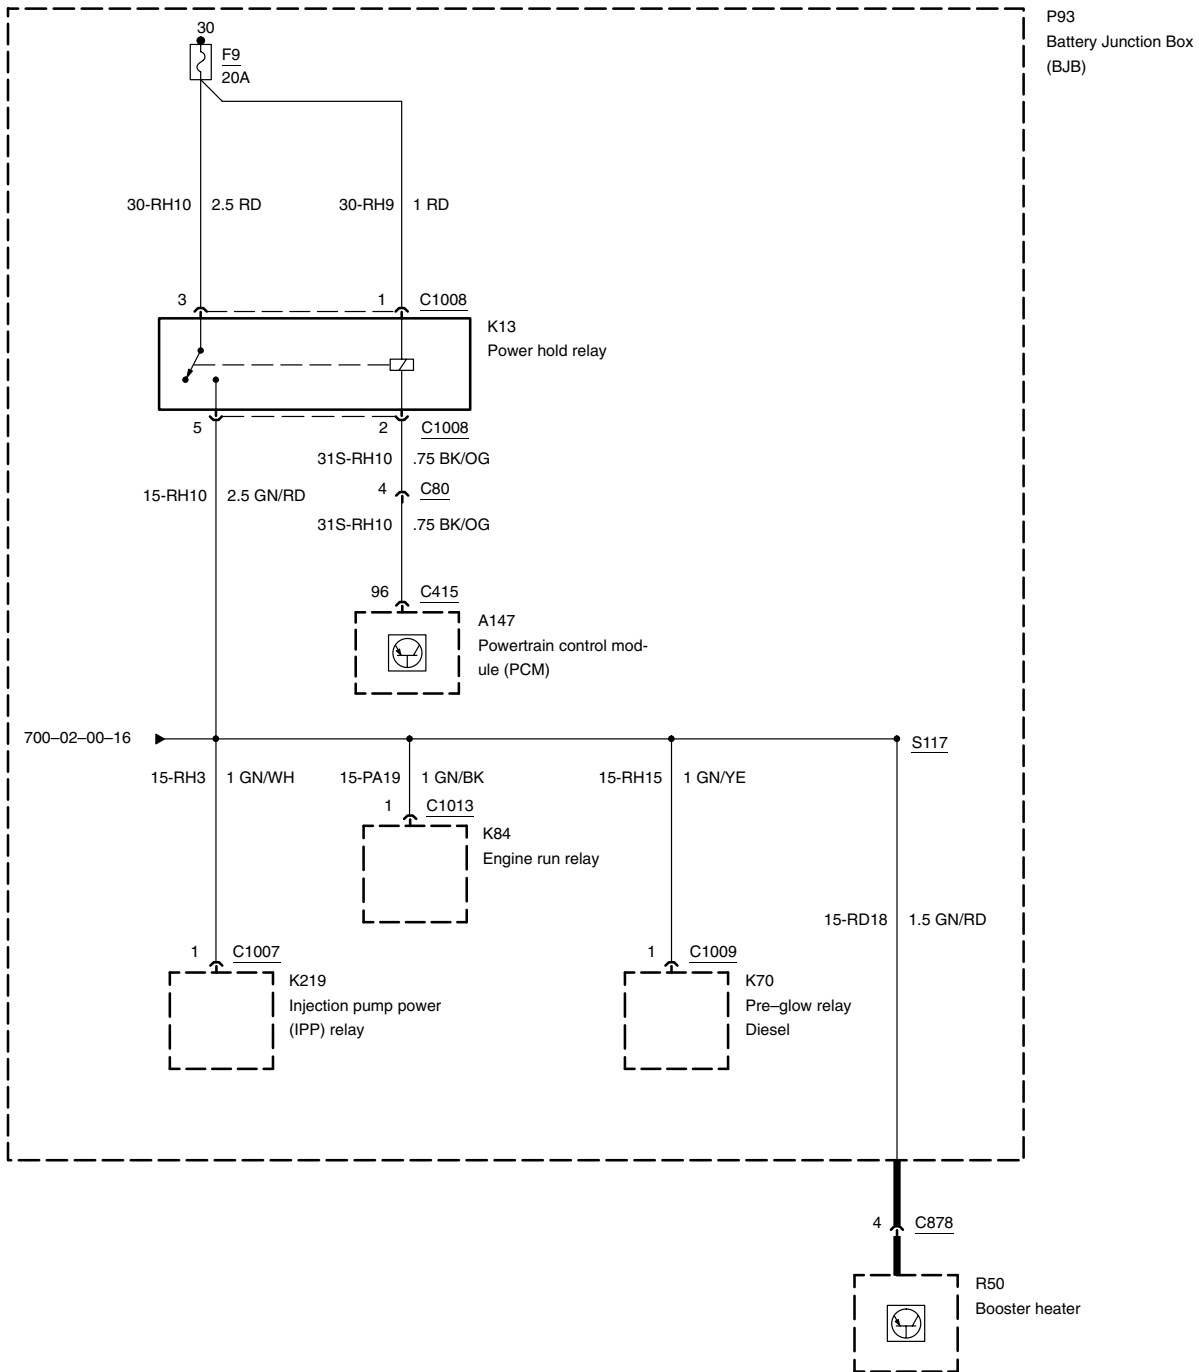 P93
Battery Junction Box
(BJB)
30
F9
20A
30-RH10 2.5 RD
30-RH9 1 RD
3
1 C1008
K13
Power hold relay
5
2 C1008
31S-RH10 .75 BK/OG
15-RH10 2.5 GN/RD
4 C80
31S-RH10 .75 BK/OG
96 C415
A147
Powertrain control mod-
ule (PCM)
700–02–00–16
S117
15-RH3 1 GN/WH
15-PA19 1 GN/BK
15-RH15 1 GN/YE
1 C1013
K84
Engine run relay
15-RD18 1.5 GN/RD
1 C1007
K219
Injection pump power
(IPP) relay
1 C1009
K70
Pre–glow relay
Diesel
4 C878
R50
Booster heater